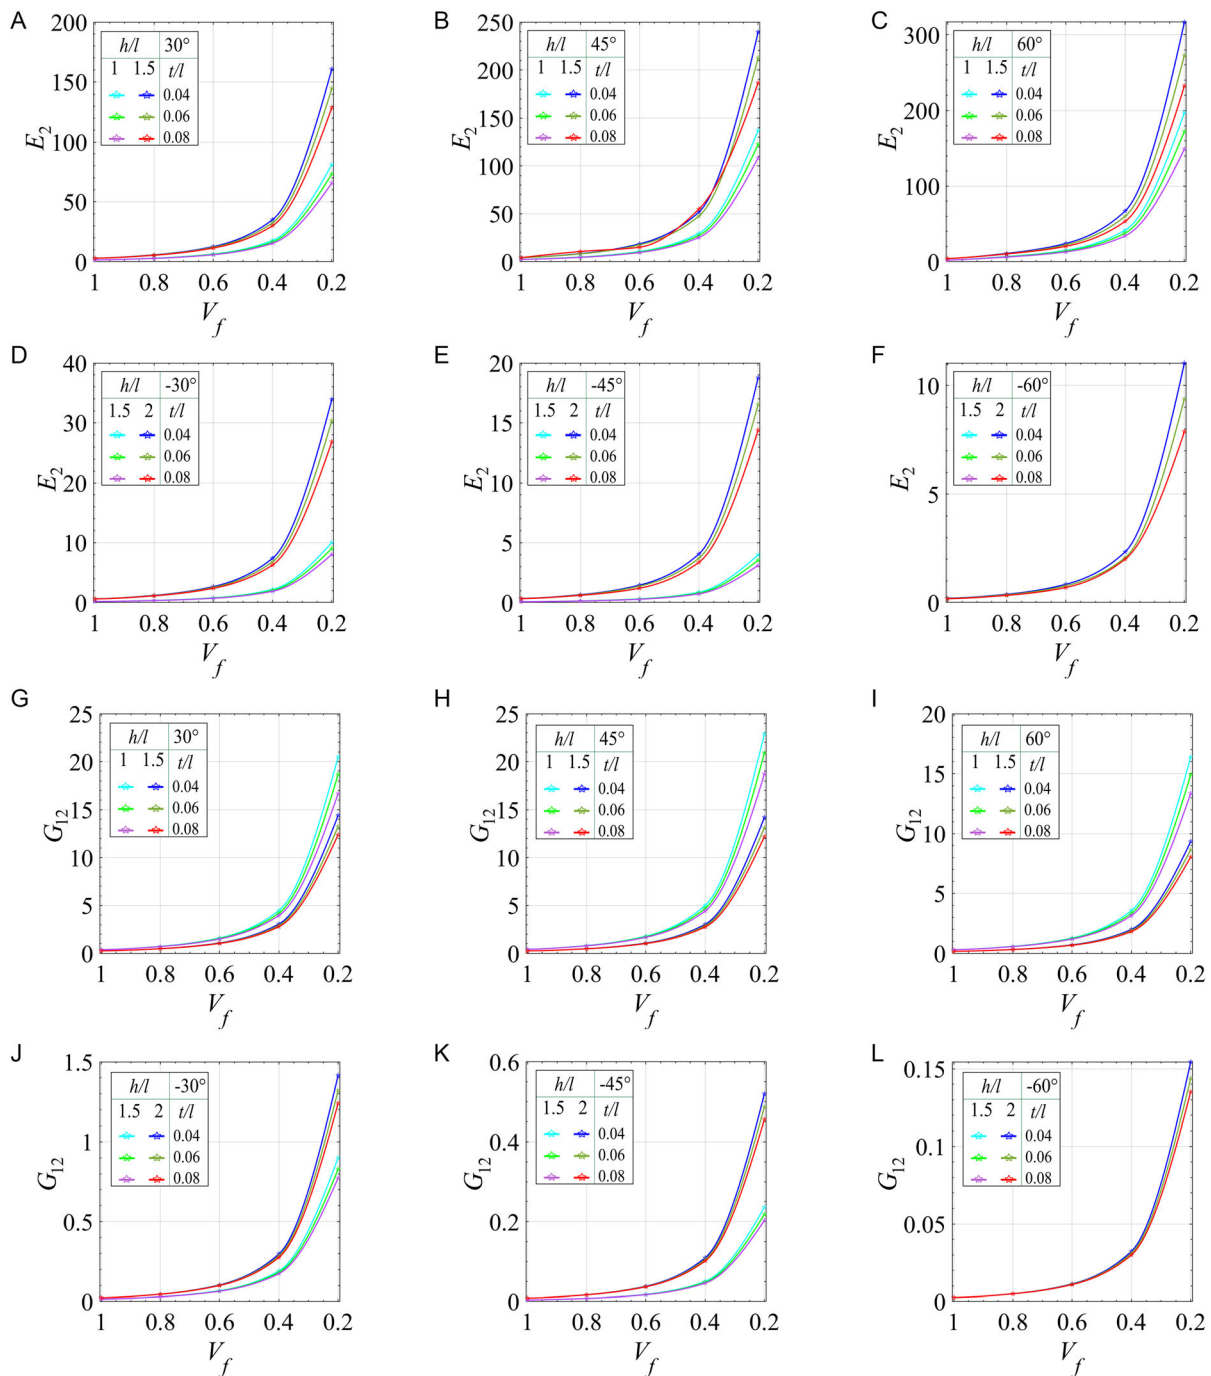 A
200
150
100
50
0
E2
h/l 30°
1 1.5 t/l
0.04
0.06
0.08
1 0.8 0.6 0.4 0.2
Vf
B
250
200
150
100
50
0
E2
h/l 45°
1 1.5 t/l
0.04
0.06
0.08
1 0.8 0.6 0.4 0.2
Vf
C
300
200
100
0
E2
h/l 60°
1 1.5 t/l
0.04
0.06
0.08
1 0.8 0.6 0.4 0.2
Vf
D
40
30
20
10
0
E2
h/l -30°
1.5 2 t/l
0.04
0.06
0.08
1 0.8 0.6 0.4 0.2
Vf
E
20
15
10
5
0
E2
h/l -45°
1.5 2 t/l
0.04
0.06
0.08
1 0.8 0.6 0.4 0.2
Vf
F
10
5
0
E2
h/l -60°
1.5 2 t/l
0.04
0.06
0.08
1 0.8 0.6 0.4 0.2
Vf
G
25
20
15
10
5
0
G12
h/l 30°
1 1.5 t/l
0.04
0.06
0.08
1 0.8 0.6 0.4 0.2
Vf
H
25
20
15
10
5
0
G12
h/l 45°
1 1.5 t/l
0.04
0.06
0.08
1 0.8 0.6 0.4 0.2
Vf
I
20
15
10
5
0
G12
h/l 60°
1 1.5 t/l
0.04
0.06
0.08
1 0.8 0.6 0.4 0.2
Vf
J
1.5
1
0.5
0
G12
h/l -30°
1.5 2 t/l
0.04
0.06
0.08
1 0.8 0.6 0.4 0.2
Vf
K
0.6
0.4
0.2
0
G12
h/l -45°
1.5 2 t/l
0.04
0.06
0.08
1 0.8 0.6 0.4 0.2
Vf
L
0.15
0.1
0.05
0
G12
h/l -60°
1.5 2 t/l
0.04
0.06
0.08
1 0.8 0.6 0.4 0.2
Vf